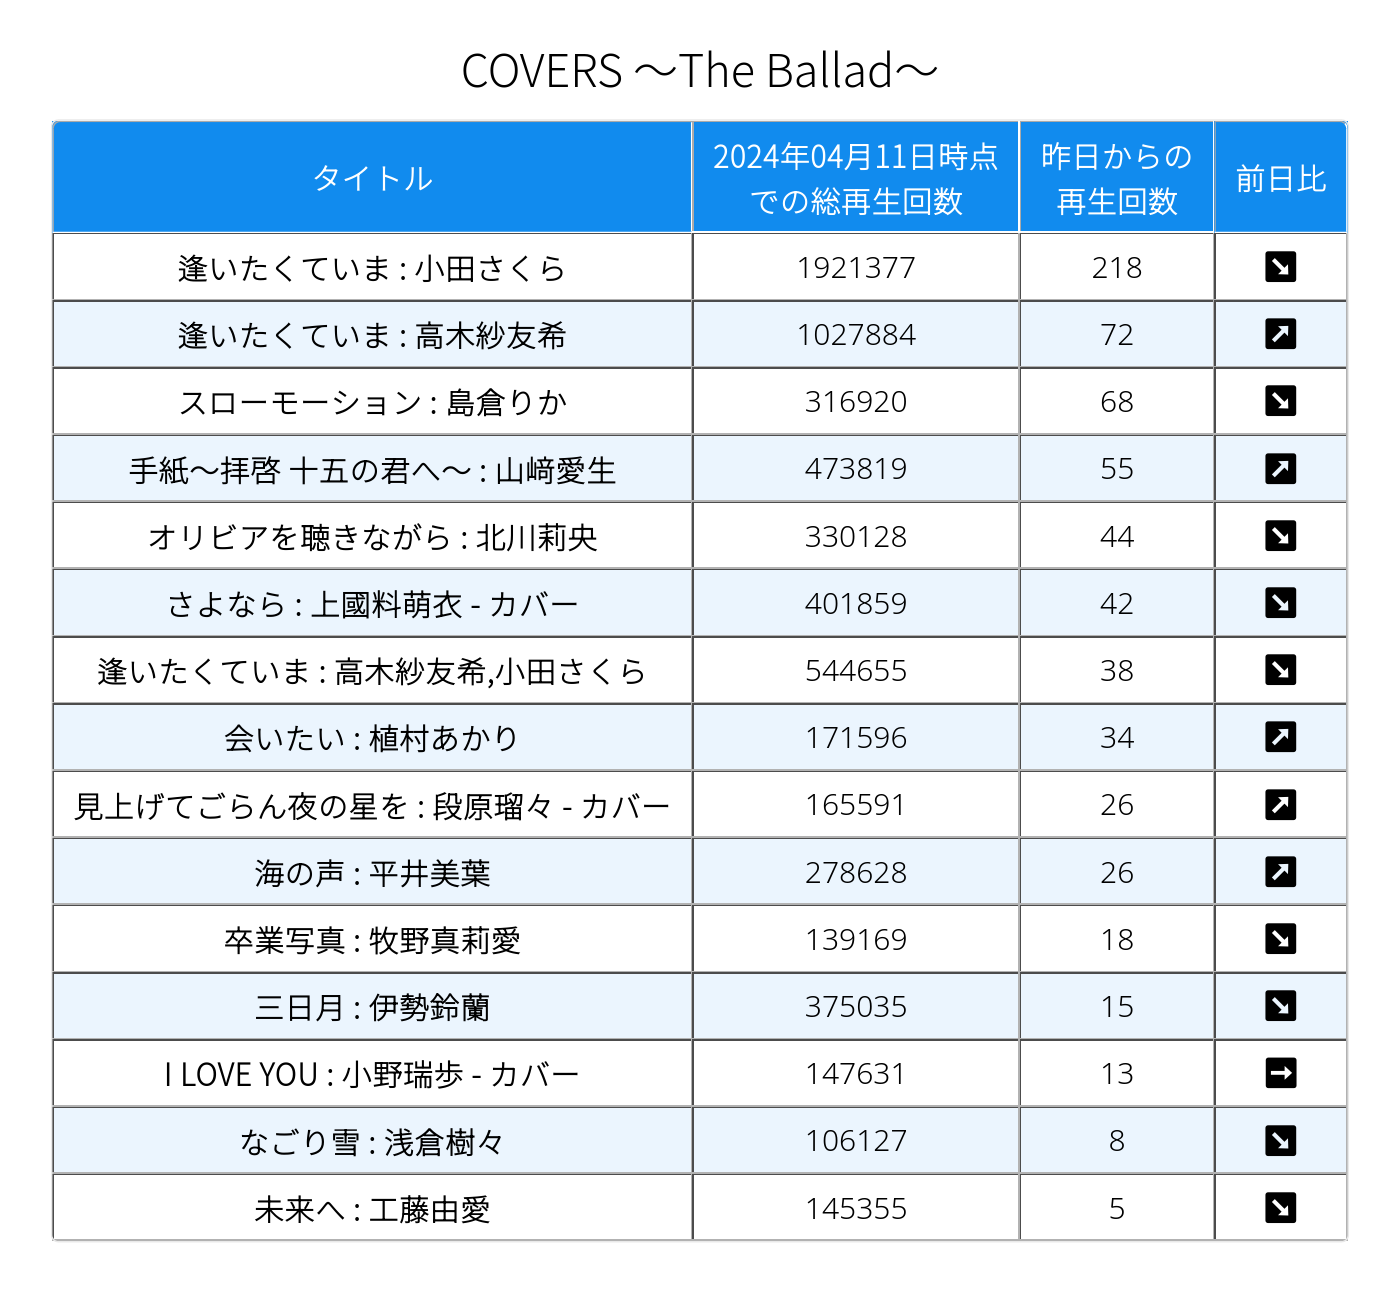 COVERS ～The Ballad～
タイトル 2024年04月11日時点 での総再生回数 昨日からの 再生回数 前日比
逢いたくていま : 小田さくら 1921377 218 ↘
逢いたくていま : 高木紗友希 1027884 72 ↗
スローモーション : 島倉りか 316920 68 ↘
手紙～拝啓 十五の君へ～ : 山﨑愛生 473819 55 ↗
オリビアを聴きながら : 北川莉央 330128 44 ↘
さよなら : 上國料萌衣 - カバー 401859 42 ↘
逢いたくていま : 高木紗友希,小田さくら 544655 38 ↘
会いたい : 植村あかり 171596 34 ↗
見上げてごらん夜の星を : 段原瑠々 - カバー 165591 26 ↗
海の声 : 平井美葉 278628 26 ↗
卒業写真 : 牧野真莉愛 139169 18 ↘
三日月 : 伊勢鈴蘭 375035 15 ↘
I LOVE YOU : 小野瑞歩 - カバー 147631 13 →
なごり雪 : 浅倉樹々 106127 8 ↘
未来へ : 工藤由愛 145355 5 ↘